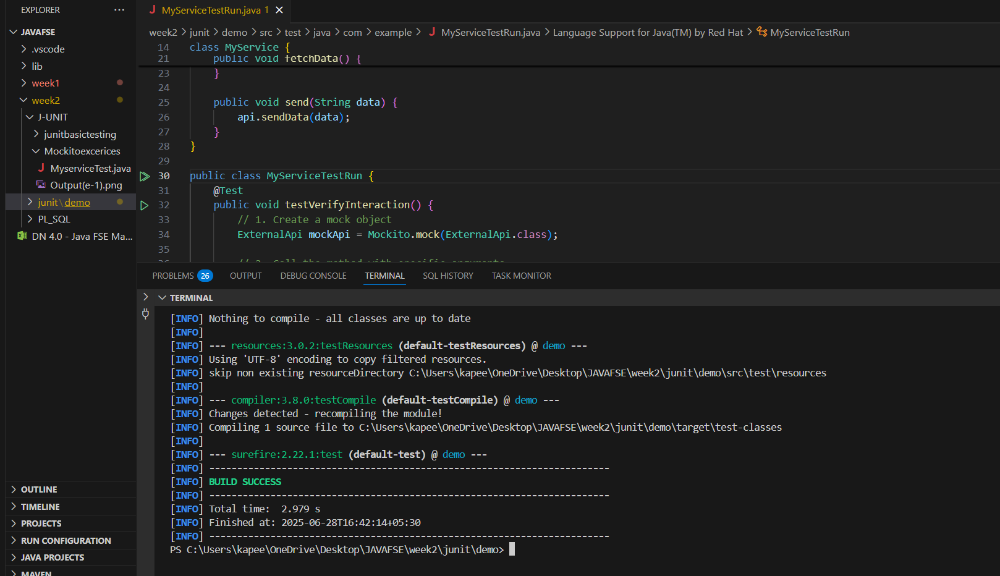 EXPLORER
···
JAVAFSE
.vscode
lib
week1
week2
J-UNIT
junitbasictesting
Mockitoexcerices
MyserviceTest.java
Output(e-1).png
junit\demo
PL_SQL
DN 4.0 - Java FSE Ma...
OUTLINE
TIMELINE
PROJECTS
RUN CONFIGURATION
JAVA PROJECTS
MAVEN
MyServiceTestRun.java 1
week2 > junit > demo > src > test > java > com > example > MyServiceTestRun.java > Language Support for Java(TM) by Red Hat > MyServiceTestRun
14 class MyService {
21 public void fetchData() {
23 }
24
25 public void send(String data) {
26 api.sendData(data);
27 }
28 }
29
30 public class MyServiceTestRun {
31 @Test
32 public void testVerifyInteraction() {
33 // 1. Create a mock object
34 ExternalApi mockApi = Mockito.mock(ExternalApi.class);
35
PROBLEMS 26 OUTPUT DEBUG CONSOLE TERMINAL SQL HISTORY TASK MONITOR
TERMINAL
[INFO] Nothing to compile - all classes are up to date
[INFO]
[INFO] --- resources:3.0.2:testResources (default-testResources) @ demo ---
[INFO] Using 'UTF-8' encoding to copy filtered resources.
[INFO] skip non existing resourceDirectory C:\Users\kapee\OneDrive\Desktop\JAVAFSE\week2\junit\demo\src\test\resources
[INFO]
[INFO] --- compiler:3.8.0:testCompile (default-testCompile) @ demo ---
[INFO] Changes detected - recompiling the module!
[INFO] Compiling 1 source file to C:\Users\kapee\OneDrive\Desktop\JAVAFSE\week2\junit\demo\target\test-classes
[INFO]
[INFO] --- surefire:2.22.1:test (default-test) @ demo ---
[INFO] ------------------------------------------------------------------------
[INFO] BUILD SUCCESS
[INFO] ------------------------------------------------------------------------
[INFO] Total time:  2.979 s
[INFO] Finished at: 2025-06-28T16:42:14+05:30
[INFO] ------------------------------------------------------------------------
PS C:\Users\kapee\OneDrive\Desktop\JAVAFSE\week2\junit\demo>